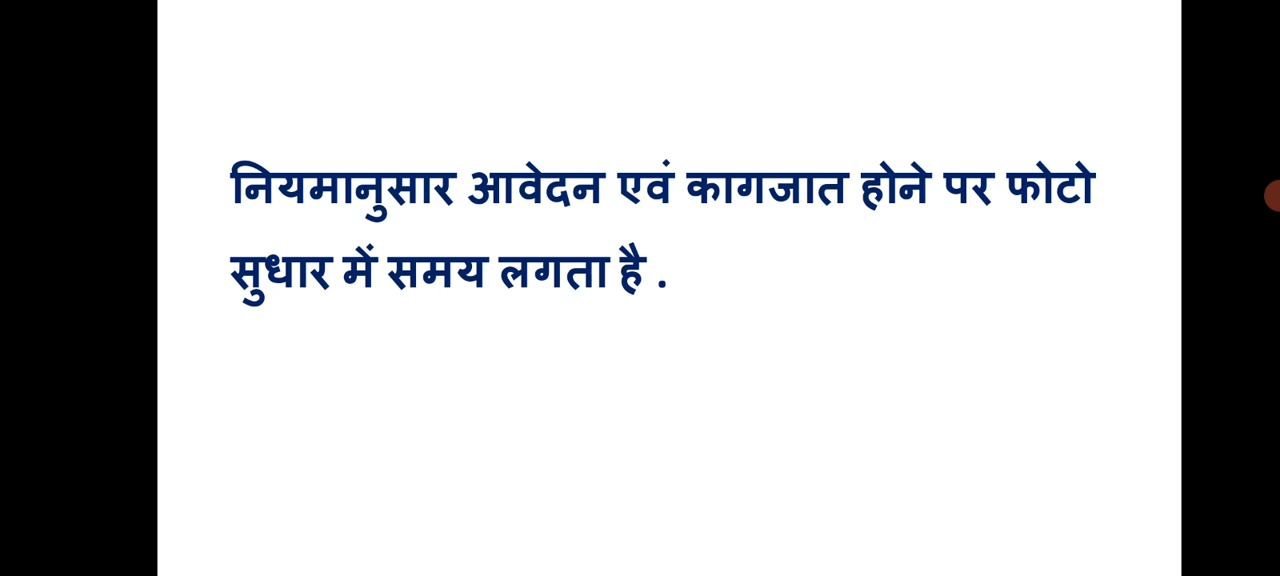 नियमानुसार आवेदन एवं कागजात होने पर फोटो
सुधार में समय लगता है .